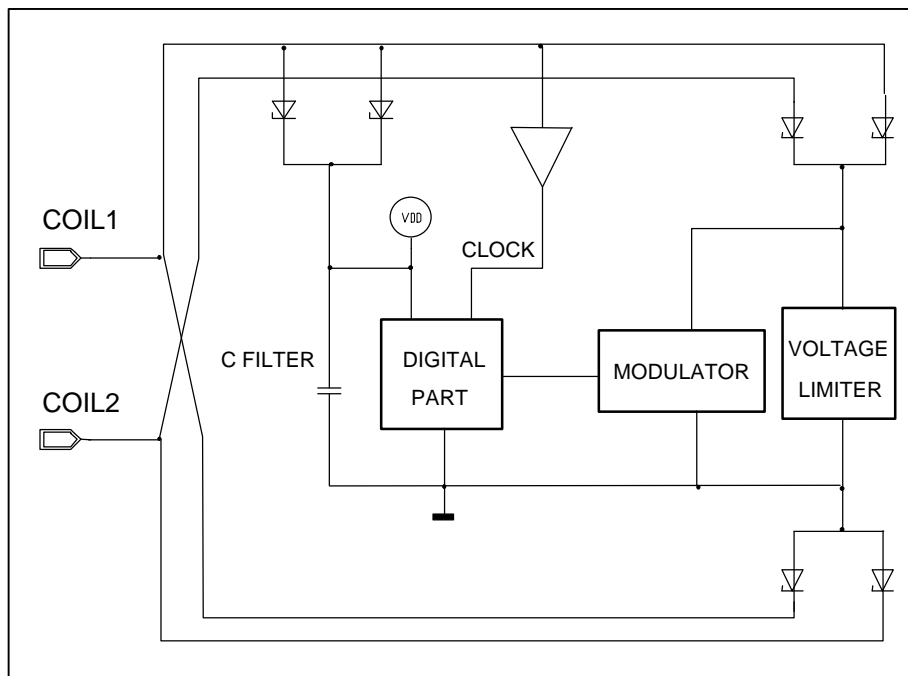 COIL1
VDD
CLOCK
C FILTER
DIGITAL
PART
MODULATOR
VOLTAGE
LIMITER
COIL2